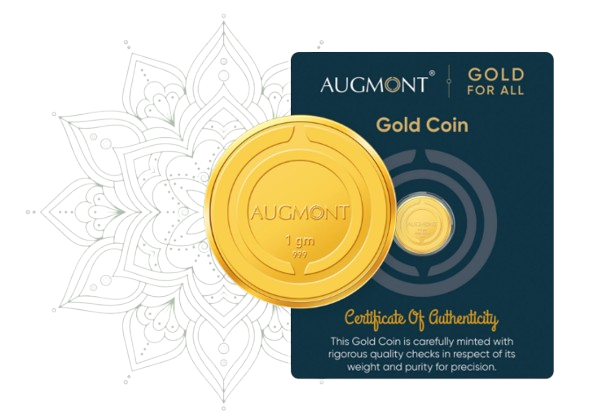 AUGMONT®
GOLD
FOR ALL
Gold Coin
AUGMONT
1 gm
999
Certificate Of Authenticity
This Gold Coin is carefully minted with
rigorous quality checks in respect of its
weight and purity for precision.